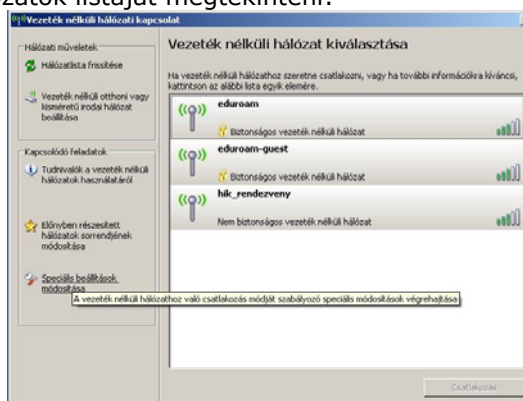 zatok listáját megtekinteni:
Vezeték nélküli hálózati kapcsolat
Hálózati műveletek
Hálózatlista frissítése
Vezeték nélküli otthoni vagy
kisméretű irodai hálózat
beállítása
Kapcsolódó feladatok
Tudnivalók a vezeték nélküli
hálózatok használatáról
Előnyben részesített
hálózatok sorrendjének
módosítása
Speciális beállítások
módosítása
Vezeték nélküli hálózat kiválasztása
Ha vezeték nélküli hálózathoz szeretne csatlakozni, vagy ha további információkra kíváncsi,
kattintson az alábbi lista egyik elemére.
eduroam
Biztonságos vezeték nélküli hálózat
eduroam-guest
Biztonságos vezeték nélküli hálózat
hik_rendezveny
Nem biztonságos vezeték nélküli hálózat
A vezeték nélküli hálózathoz való csatlakozás módját szabályozó speciális módosítások végrehajtása
Csatlakozás